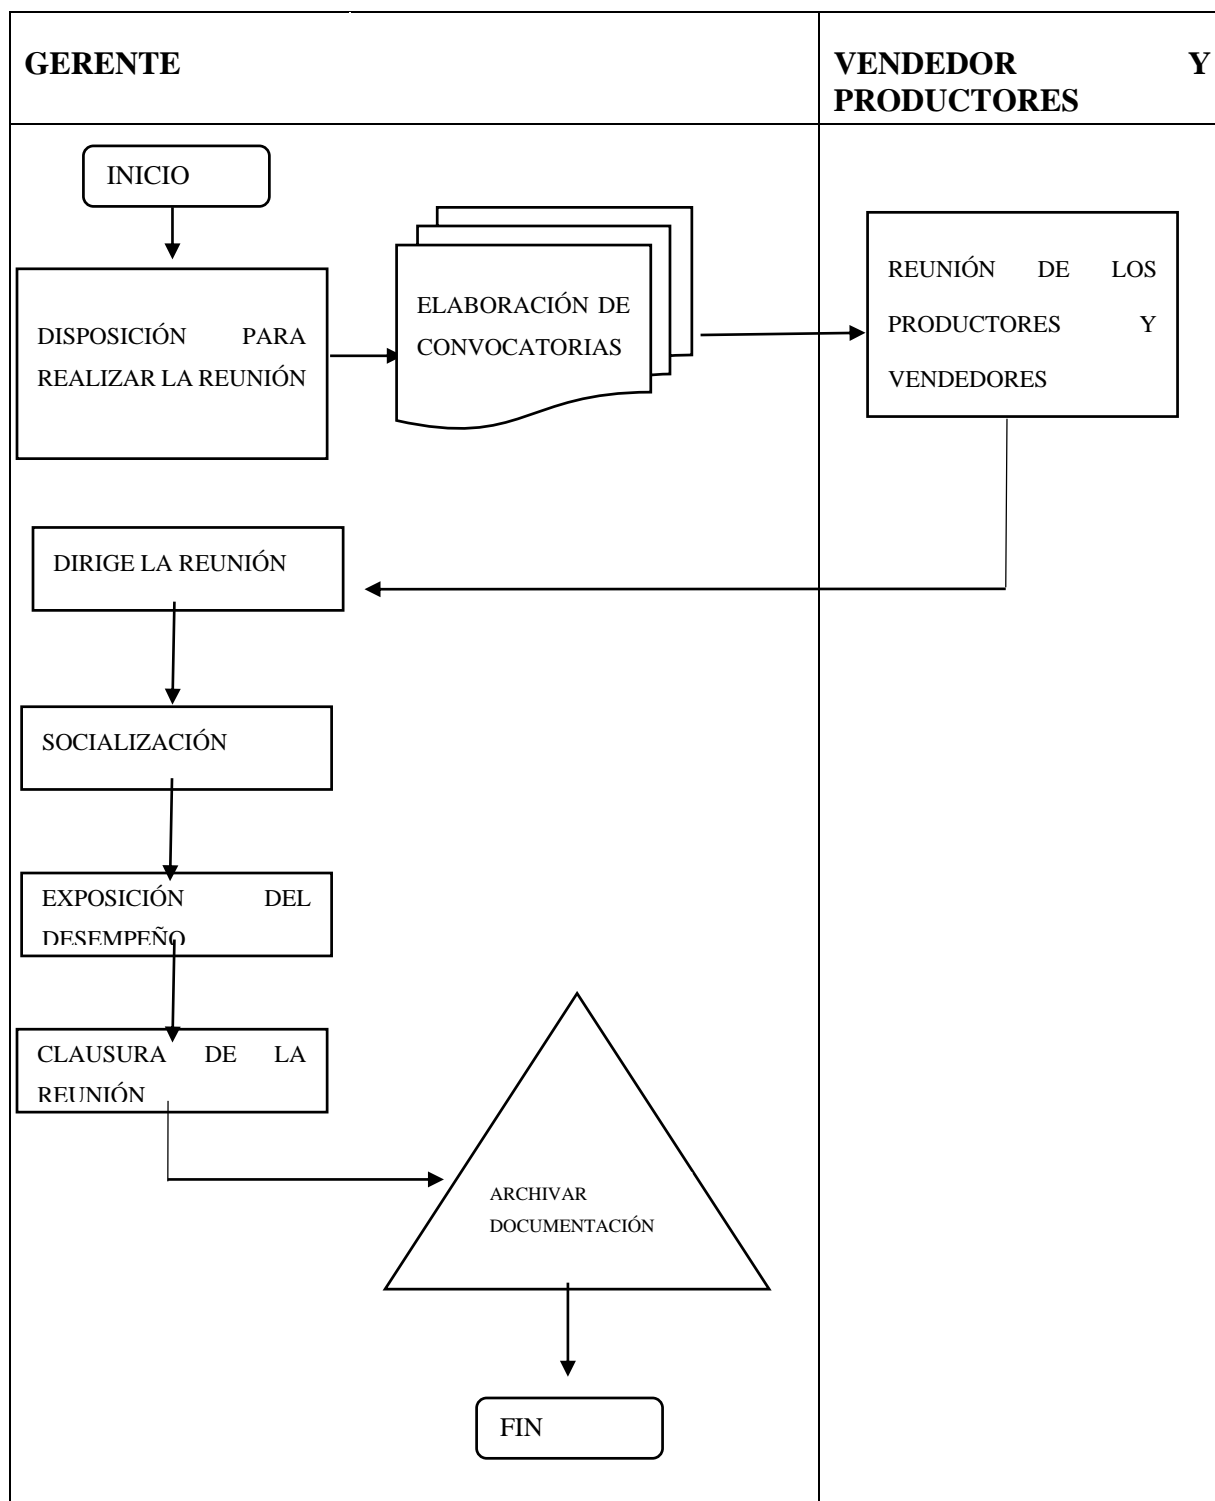 GERENTE
VENDEDOR Y
PRODUCTORES
INICIO
DISPOSICIÓN PARA
REALIZAR LA REUNIÓN
ELABORACIÓN DE
CONVOCATORIAS
REUNIÓN DE LOS
PRODUCTORES Y
VENDEDORES
DIRIGE LA REUNIÓN
SOCIALIZACIÓN
EXPOSICIÓN DEL
DESEMPEÑO
CLAUSURA DE LA
REUNIÓN
ARCHIVAR
DOCUMENTACIÓN
FIN